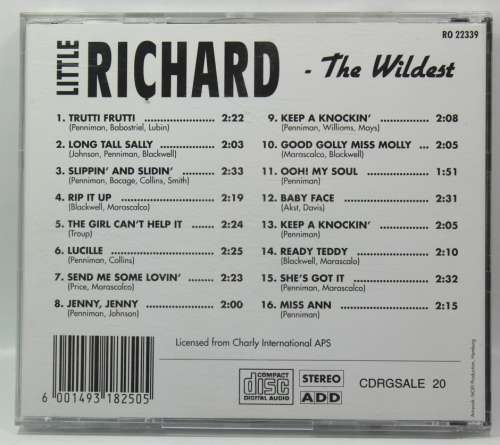 RO 22339
LITTLE RICHARD - The Wildest
1. TRUTTI FRUTTI 2:22
(Penniman, Babostriel, Lubin)
2. LONG TALL SALLY 2:03
(Johnson, Penniman, Blackwell)
3. SLIPPIN' AND SLIDIN' 2:33
(Penniman, Bocage, Collins, Smith)
4. RIP IT UP 2:19
(Blackwell, Marascalco)
5. THE GIRL CAN'T HELP IT 2:24
(Troup)
6. LUCILLE 2:25
(Penniman, Collins)
7. SEND ME SOME LOVIN' 2:23
(Price, Marascalco)
8. JENNY, JENNY 2:00
(Penniman, Johnson)
9. KEEP A KNOCKIN' 2:08
(Penniman, Williams, Mays)
10. GOOD GOLLY MISS MOLLY 2:05
(Marascalco, Blackwell)
11. OOH! MY SOUL 1:51
(Penniman)
12. BABY FACE 2:31
(Akst, Davis)
13. KEEP A KNOCKIN' 2:05
(Penniman)
14. READY TEDDY 2:10
(Blackwell, Marascalo)
15. SHE'S GOT IT 2:32
(Penniman, Marascalco)
16. MISS ANN 2:15
(Penniman)
Licensed from Charly International APS
6 001493 182505
COMPACT
disc
DIGITAL AUDIO
STEREO
ADD
CDRGSALE 20